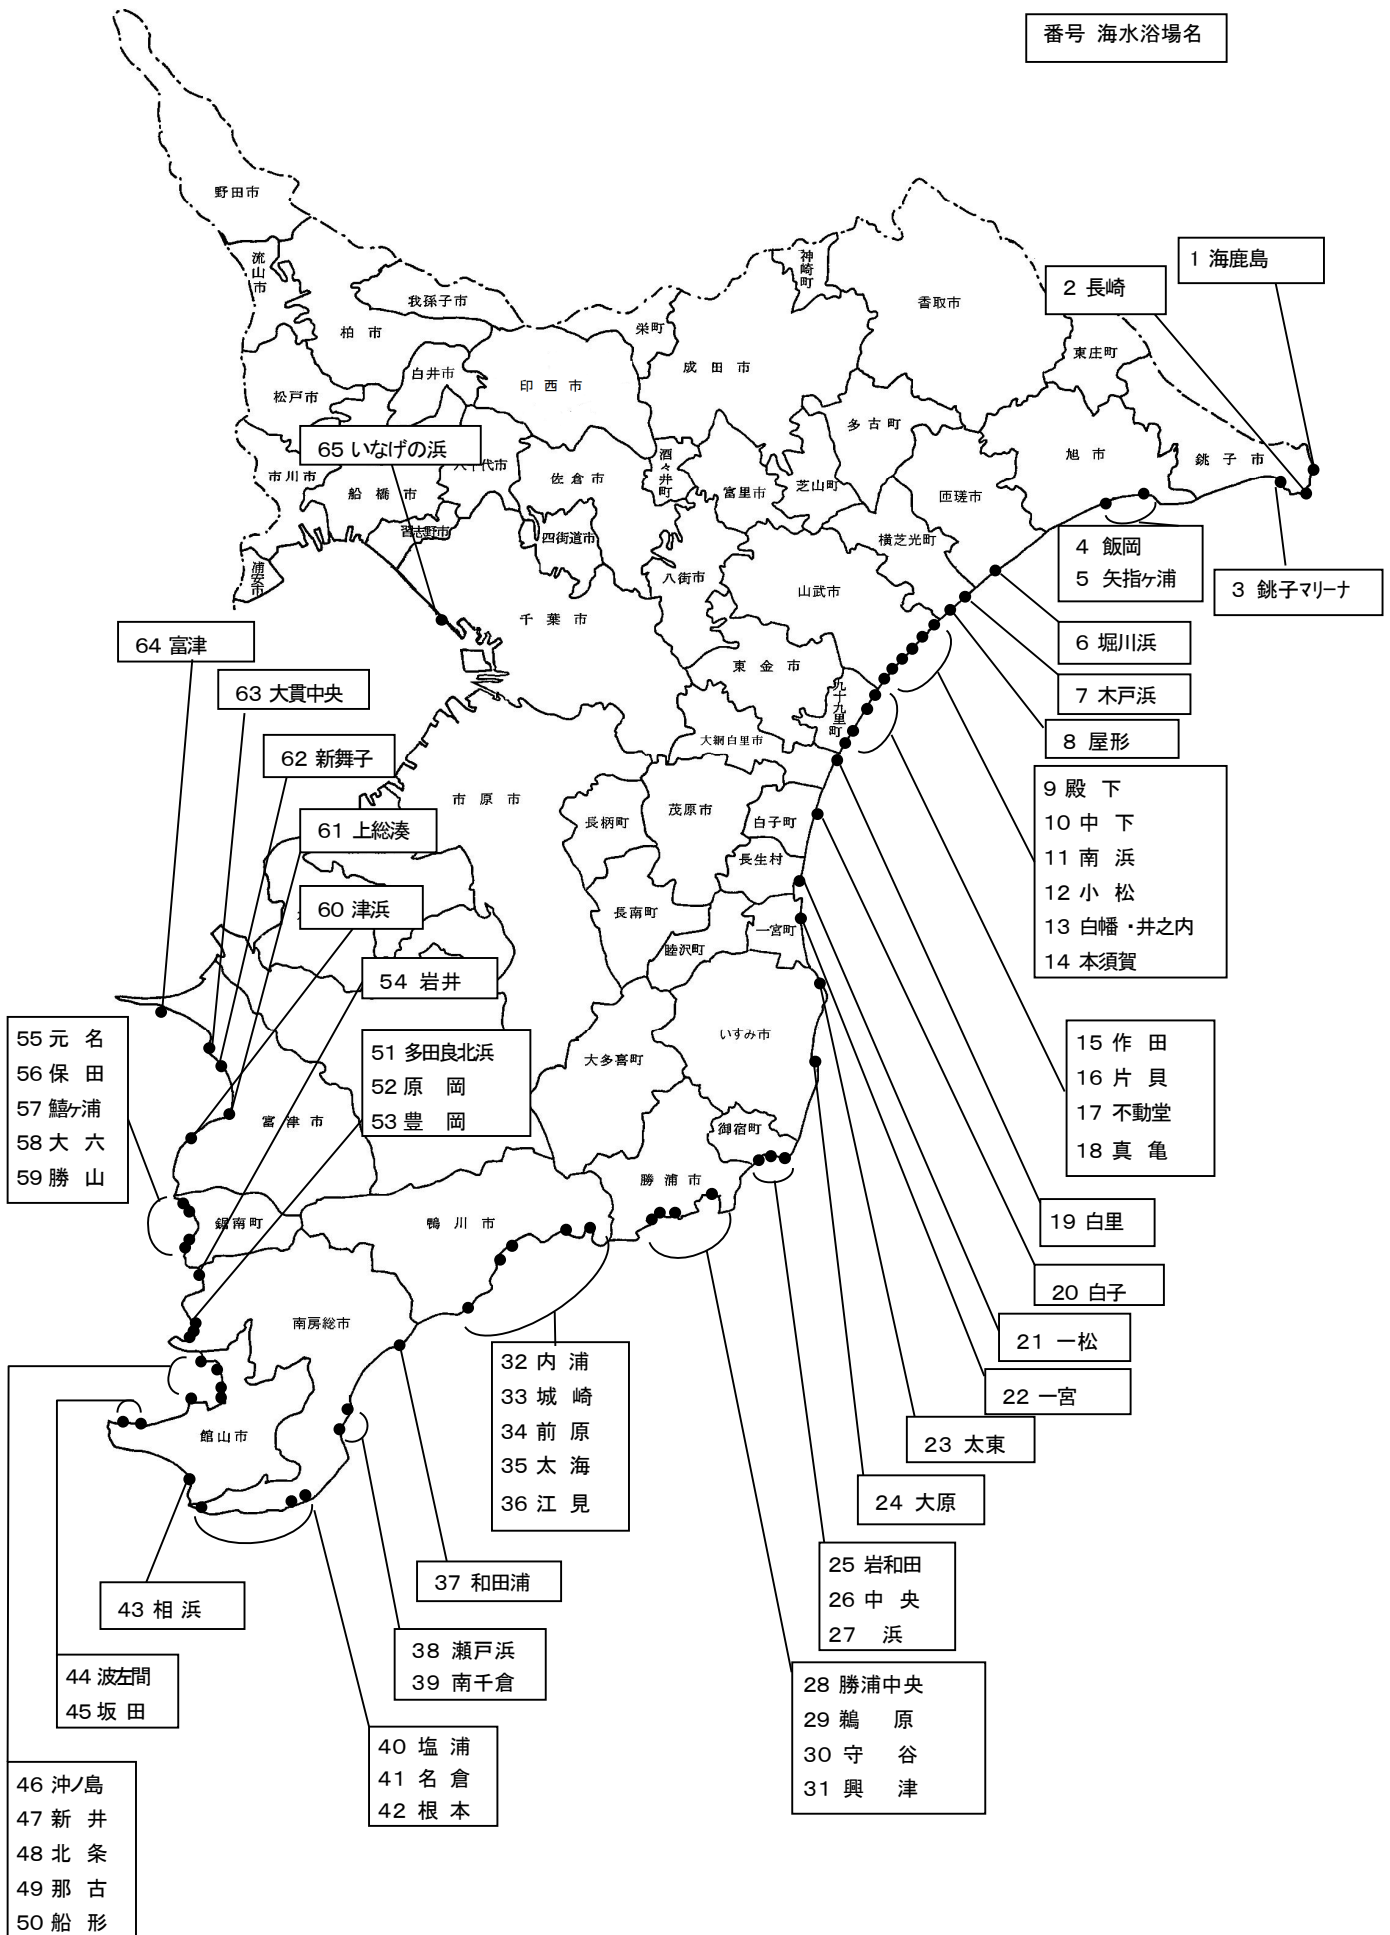 番号 海水浴場名
野田市
流山市
我孫子市
柏 市
神崎町
香取市
1 海鹿島
2 長崎
栄町
成 田 市
東庄町
白井市
印 西 市
松戸市
多 古 町
65 いなげの浜
八千代市
市川市
船 橋 市
佐 倉 市
酒々井町
富里市
芝山町
匝瑳市
旭 市
銚 子 市
習志野市
四街道市
横芝光町
4 飯岡
5 矢指ヶ浦
3 銚子マリーナ
浦安市
八街市
山武市
千 葉 市
6 堀川浜
64 富津
東 金 市
63 大貫中央
7 木戸浜
九十九里町
大網白里市
8 屋形
62 新舞子
9 殿 下
10 中 下
11 南 浜
12 小 松
13 白幡・井之内
14 本須賀
市 原 市
長柄町
茂原市
白子町
61 上総湊
長生村
60 津浜
長南町
睦沢町
一宮町
54 岩井
55 元 名
56 保 田
57 鱚ヶ浦
58 大 六
59 勝 山
51 多田良北浜
52 原 岡
53 豊 岡
いすみ市
大多喜町
15 作 田
16 片 貝
17 不動堂
18 真 亀
富 津 市
御宿町
勝 浦 市
鋸南町
鴨 川 市
19 白里
20 白子
南房総市
21 一松
32 内 浦
33 城 崎
34 前 原
35 太 海
36 江 見
22 一宮
館 山 市
23 太東
24 大原
25 岩和田
26 中 央
27 浜
37 和田浦
43 相 浜
38 瀬戸浜
39 南千倉
44 波左間
45 坂 田
28 勝浦中央
29 鵜 原
30 守 谷
31 興 津
40 塩 浦
41 名 倉
42 根 本
46 沖ノ島
47 新 井
48 北 条
49 那 古
50 船 形